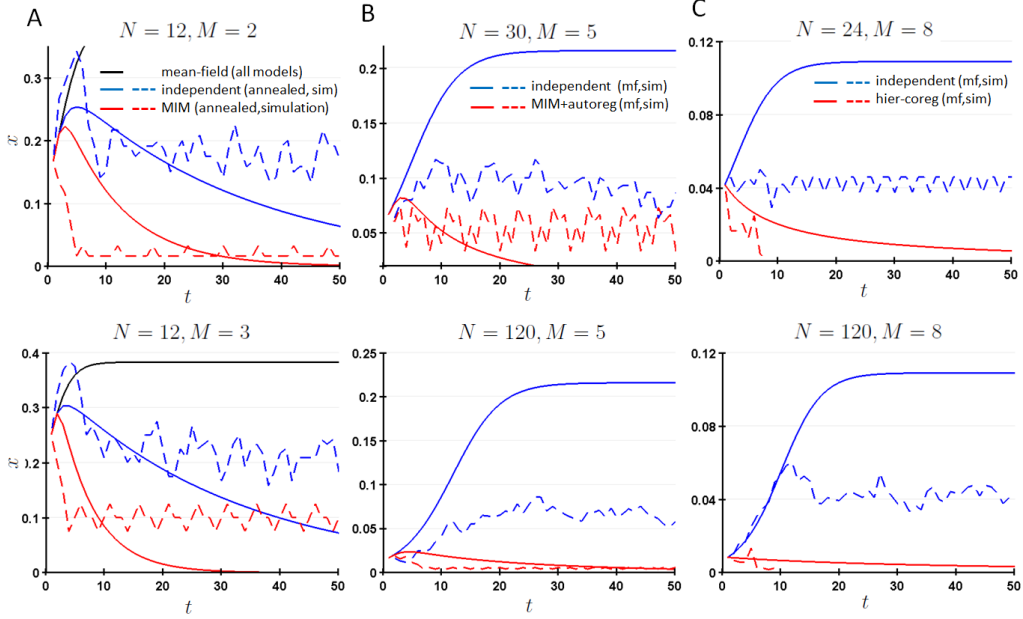 A
N = 12, M = 2
0.3
0.2
0.1
0
x
mean-field (all models)
independent (annealed, sim)
MIM (annealed,simulation)
0 10 20 30 40 50
t
B
N = 30, M = 5
0.2
0.15
0.1
0.05
independent (mf,sim)
MIM+autoreg (mf,sim)
0 10 20 30 40 50
t
C
N = 24, M = 8
0.12
0.08
0.04
0
independent (mf,sim)
hier-coreg (mf,sim)
0 10 20 30 40 50
t
N = 12, M = 3
0.4
0.3
0.2
0.1
0
x
0 10 20 30 40 50
t
N = 120, M = 5
0.25
0.2
0.15
0.1
0.05
0
0 10 20 30 40 50
t
N = 120, M = 8
0.12
0.08
0.04
0
0 10 20 30 40 50
t